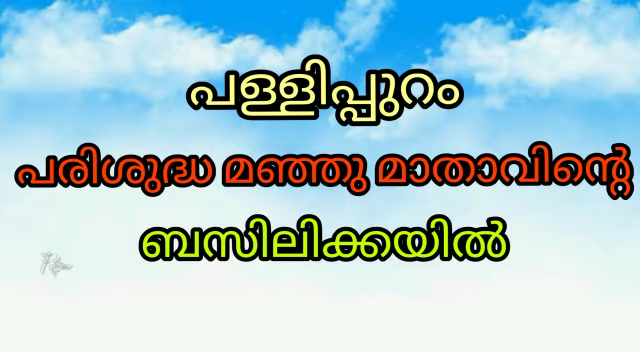 പള്ളിപ്പുറം
പരിശുദ്ധ മഞ്ഞു മാതാവിന്റെ
ബസിലിക്കയിൽ